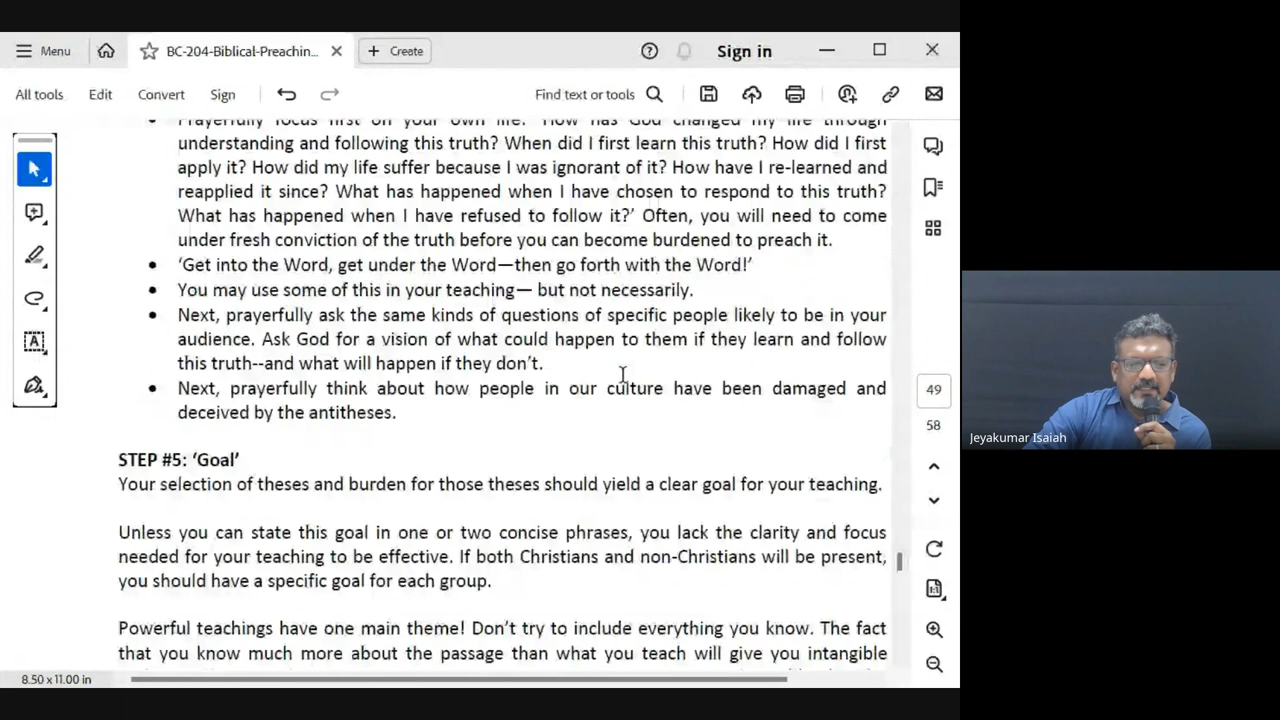 Menu
BC-204-Biblical-Preachin...
Create
Sign in
All tools
Edit
Convert
Sign
Find text or tools
Prayerfully focus first on your own life. 'How has God changed my life through
understanding and following this truth? When did I first learn this truth? How did I first
apply it? How did my life suffer because I was ignorant of it? How have I re-learned and
reapplied it since? What has happened when I have chosen to respond to this truth?
What has happened when I have refused to follow it?' Often, you will need to come
under fresh conviction of the truth before you can become burdened to preach it.
• 'Get into the Word, get under the Word—then go forth with the Word!'
• You may use some of this in your teaching— but not necessarily.
• Next, prayerfully ask the same kinds of questions of specific people likely to be in your
audience. Ask God for a vision of what could happen to them if they learn and follow
this truth--and what will happen if they don't.
• Next, prayerfully think about how people in our culture have been damaged and
deceived by the antitheses.
STEP #5: 'Goal'
Your selection of theses and burden for those theses should yield a clear goal for your teaching.
Unless you can state this goal in one or two concise phrases, you lack the clarity and focus
needed for your teaching to be effective. If both Christians and non-Christians will be present,
you should have a specific goal for each group.
Powerful teachings have one main theme! Don't try to include everything you know. The fact
that you know much more about the passage than what you teach will give you intangible
49
58
8.50 x 11.00 in
Jeyakumar Isaiah